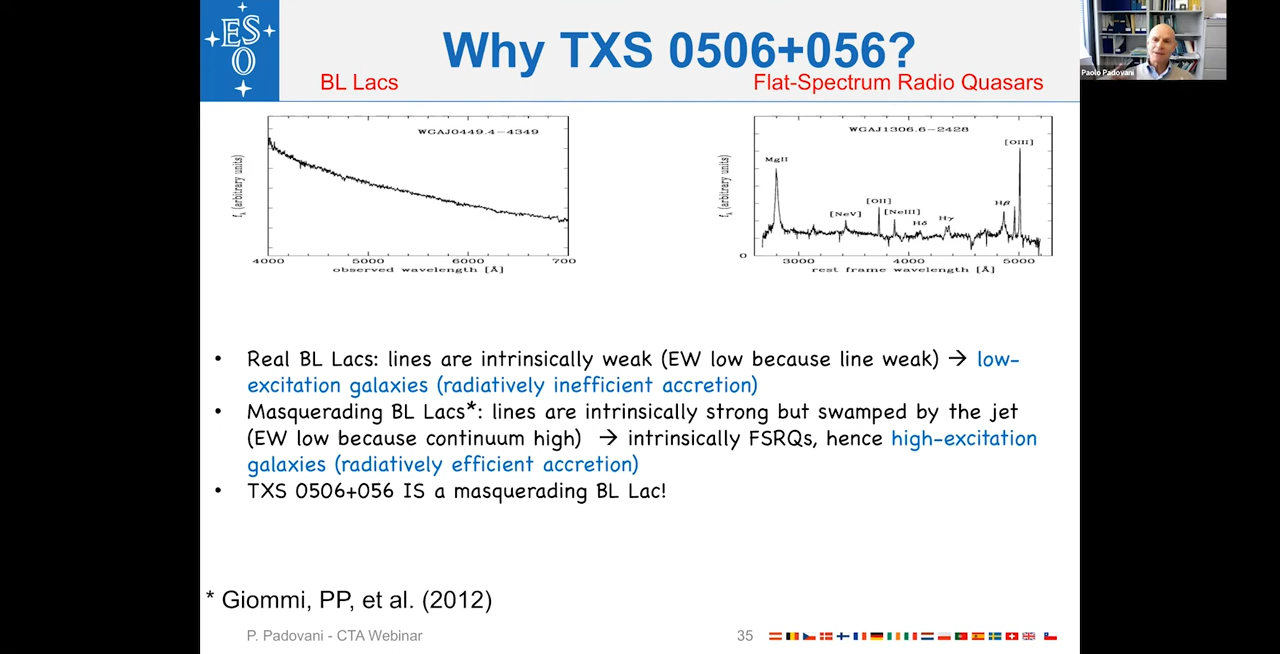 ESO
Why TXS 0506+056?
BL Lacs
Flat-Spectrum Radio Quasars
Paolo Padovani
WGAJ0449.4-4349
fλ (arbitrary units)
4000 5000 6000 700
observed wavelength [Å]
WGAJ1306.6-2428
[OIII]
MgII
[OII]
[NeV]
[NeIII]
Hδ
Hγ
Hβ
fλ (arbitrary units)
0
3000 4000 5000
rest frame wavelength [Å]
• Real BL Lacs: lines are intrinsically weak (EW low because line weak) → low-
excitation galaxies (radiatively inefficient accretion)
• Masquerading BL Lacs*: lines are intrinsically strong but swamped by the jet
(EW low because continuum high) → intrinsically FSRQs, hence high-excitation
galaxies (radiatively efficient accretion)
• TXS 0506+056 IS a masquerading BL Lac!
* Giommi, PP, et al. (2012)
P. Padovani - CTA Webinar
35